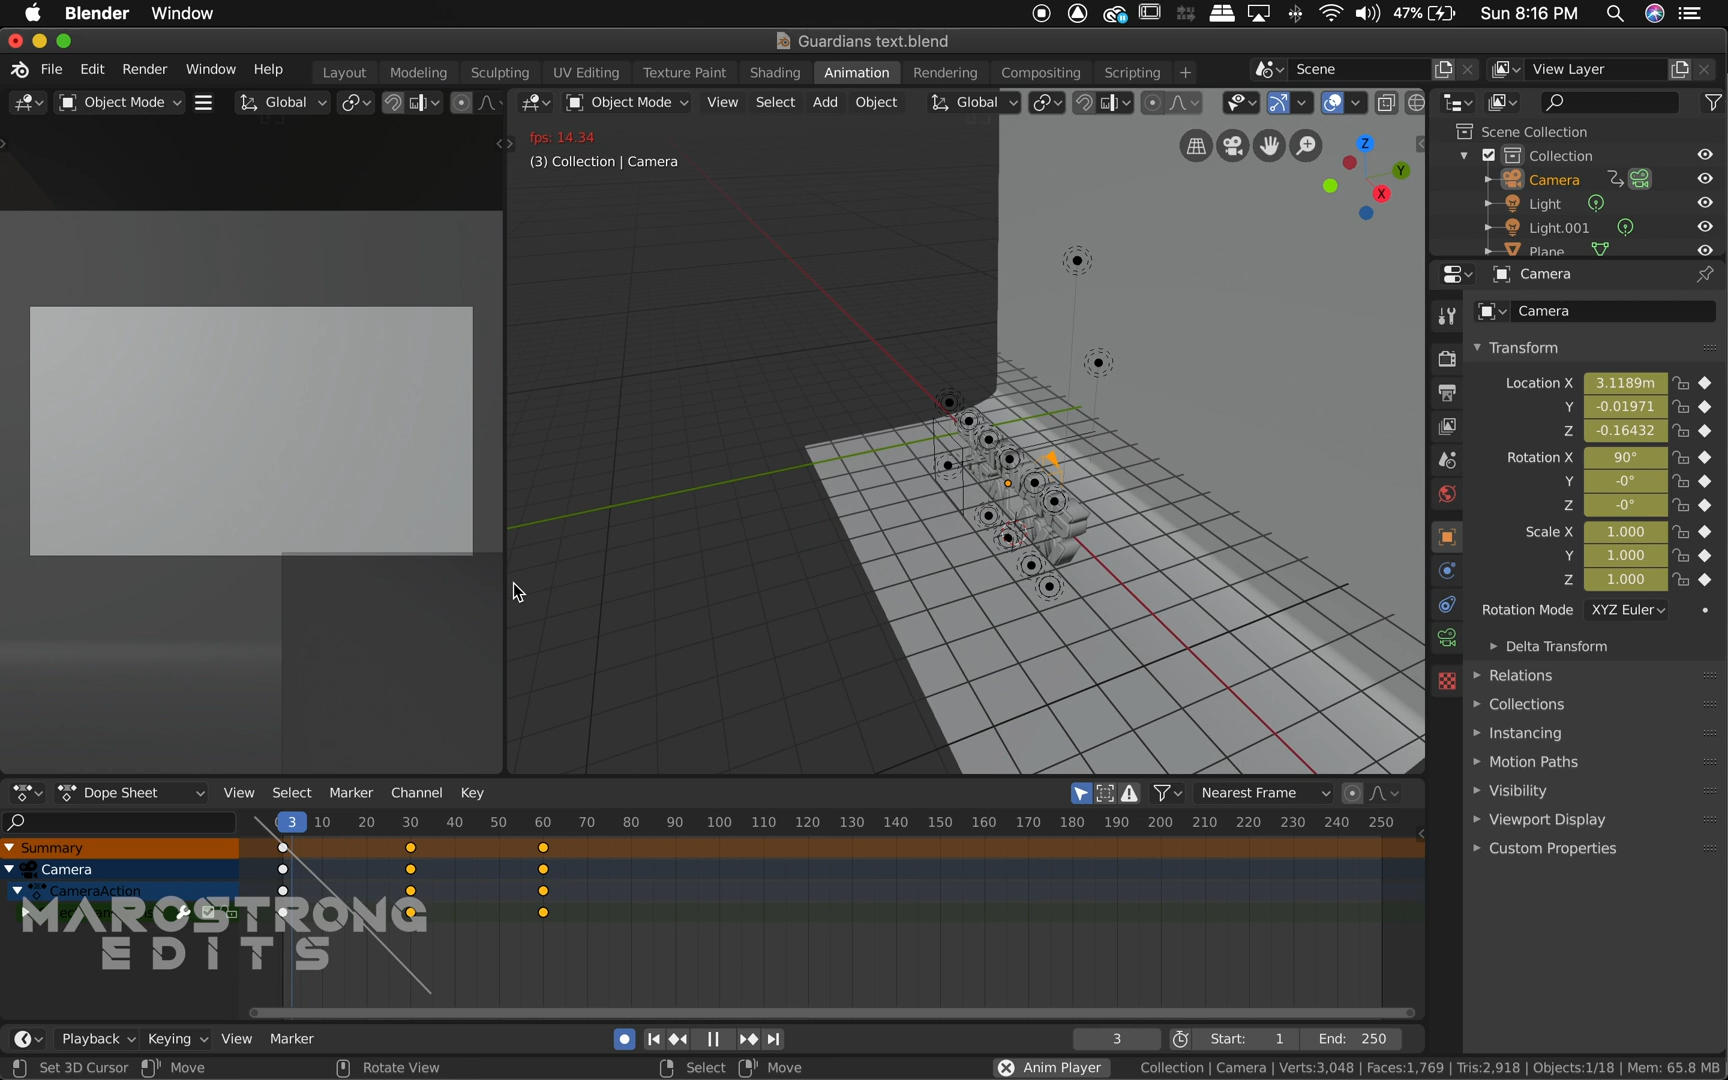 Blender Window 47% Sun 8:16 PM
Guardians text.blend
File Edit Render Window Help Layout Modeling Sculpting UV Editing Texture Paint Shading Animation Rendering Compositing Scripting + Scene View Layer
Object Mode Global Object Mode View Select Add Object Global
fps: 14.34
(3) Collection | Camera
Z
Y
X
Scene Collection
Collection
Camera
Light
Light.001
Plane
Camera
Camera
Transform
Location X 3.1189m
Y -0.01971
Z -0.16432
Rotation X 90°
Y -0°
Z -0°
Scale X 1.000
Y 1.000
Z 1.000
Rotation Mode XYZ Euler
Delta Transform
Relations
Collections
Instancing
Motion Paths
Visibility
Viewport Display
Custom Properties
Dope Sheet View Select Marker Channel Key Nearest Frame
3 10 20 30 40 50 60 70 80 90 100 110 120 130 140 150 160 170 180 190 200 210 220 230 240 250
Summary
Camera
CameraAction
MAROSTRONG
EDITS
Playback Keying View Marker 3 Start: 1 End: 250
Set 3D Cursor Move Rotate View Select Move Anim Player Collection | Camera | Verts:3,048 | Faces:1,769 | Tris:2,918 | Objects:1/18 | Mem: 65.8 MB